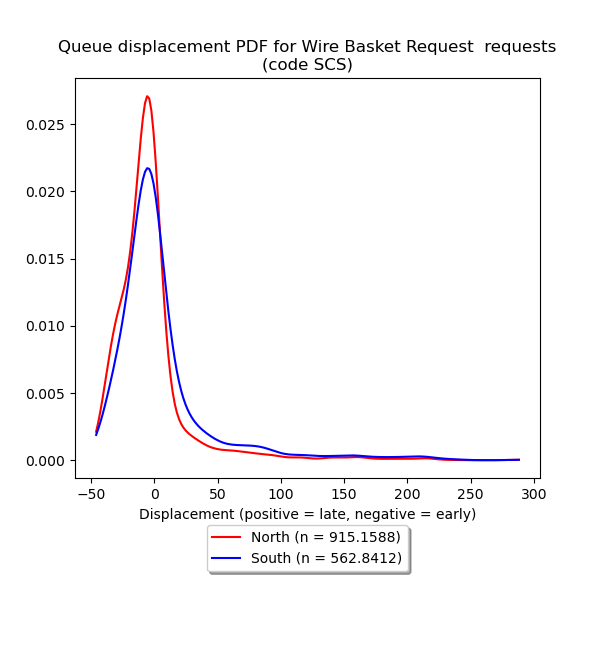 Queue displacement PDF for Wire Basket Request  requests
(code SCS)
0.025
0.020
0.015
0.010
0.005
0.000
−50 0 50 100 150 200 250 300
Displacement (positive = late, negative = early)
North (n = 915.1588)
South (n = 562.8412)